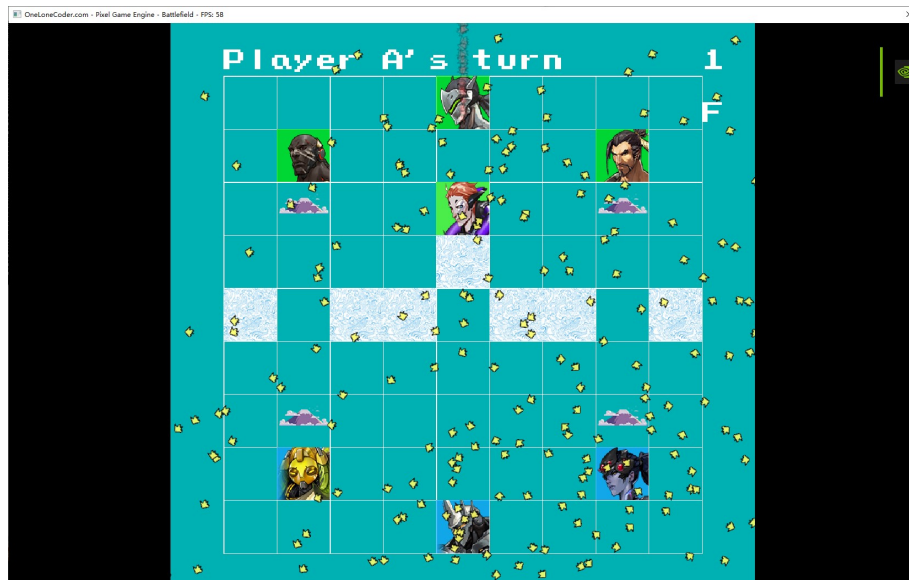 OneLoneCoder.com - Pixel Game Engine - Battlefield - FPS: 58
Player A's turn 1
F